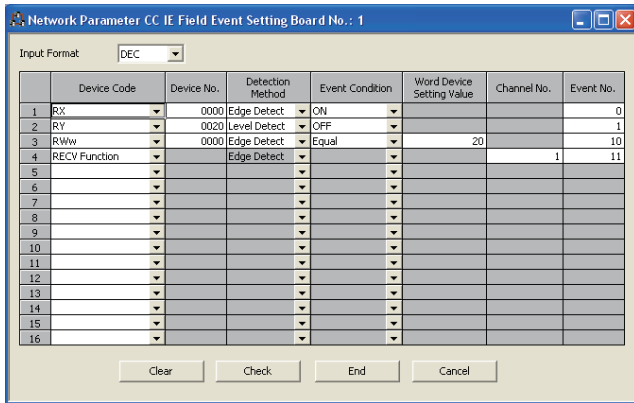 Network Parameter CC IE Field Event Setting Board No.: 1
Input Format DEC
Device Code Device No. Detection Method Event Condition Word Device Setting Value Channel No. Event No.
1 RX 0000 Edge Detect ON 0
2 RY 0020 Level Detect OFF 1
3 RWw 0000 Edge Detect Equal 20 10
4 RECV Function Edge Detect 1 11
5
6
7
8
9
10
11
12
13
14
15
16
Clear Check End Cancel